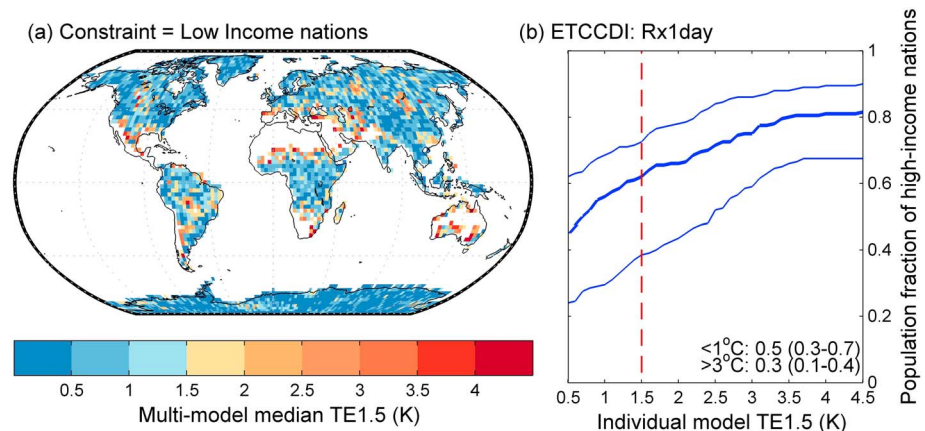 (a) Constraint = Low Income nations
0.5 1 1.5 2 2.5 3 3.5 4
Multi-model median TE1.5 (K)
(b) ETCCDI: Rx1day
1
0.8
0.6
0.4
0.2
0
Population fraction of high-income nations
<1°C: 0.5 (0.3-0.7)
>3°C: 0.3 (0.1-0.4)
0.5 1 1.5 2 2.5 3 3.5 4 4.5
Individual model TE1.5 (K)